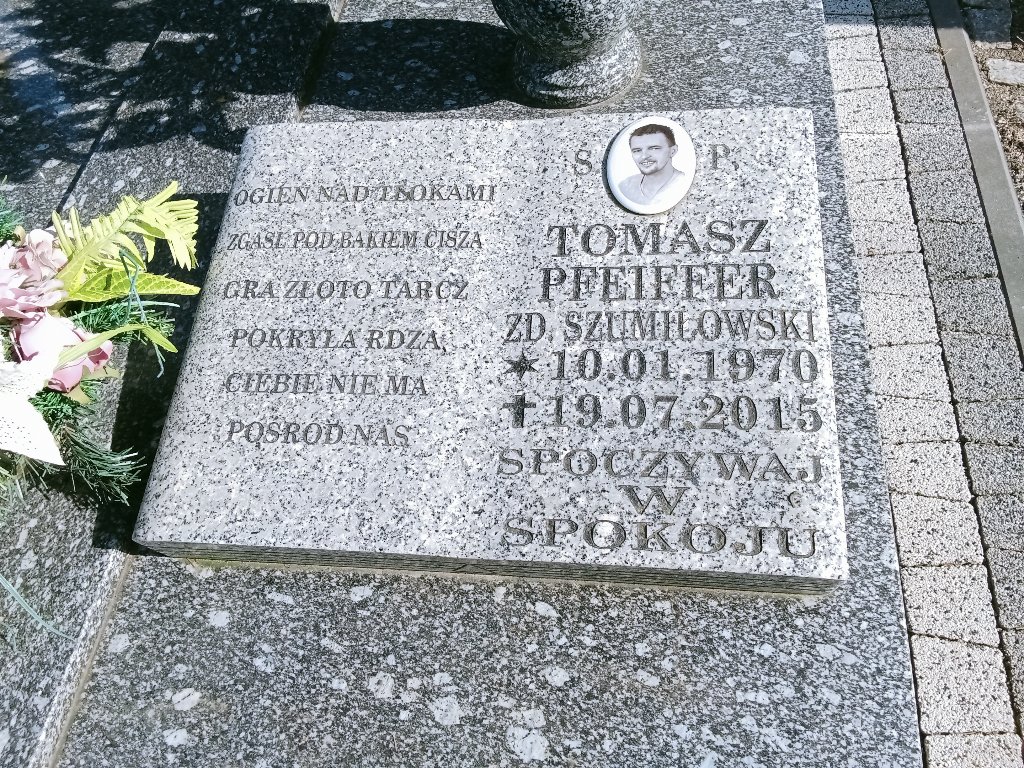 OGIEŃ NAD TŁOKAMI
ZGASŁ POD BAKIEM CISZA
GRA ZŁOTO TARCZ
POKRYŁA RDZA,
CIEBIE NIE MA
POŚRÓD NAS
Ś P.
TOMASZ
PFEIFFER
ZD. SZUMIŁOWSKI
10.01.1970
19.07.2015
SPOCZYWAJ
W
SPOKOJU